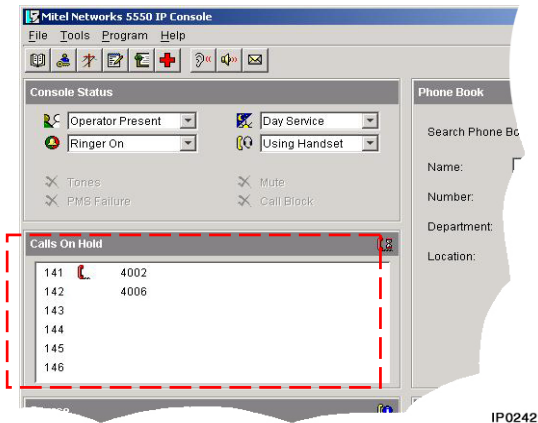 Mitel Networks 5550 IP Console
File Tools Program Help
Console Status
Operator Present
Day Service
Ringer On
Using Handset
Tones
Mute
PMS Failure
Call Block
Phone Book
Search Phone Bo
Name:
Number:
Department:
Location:
Calls On Hold
141 4002
142 4006
143
144
145
146
IP0242